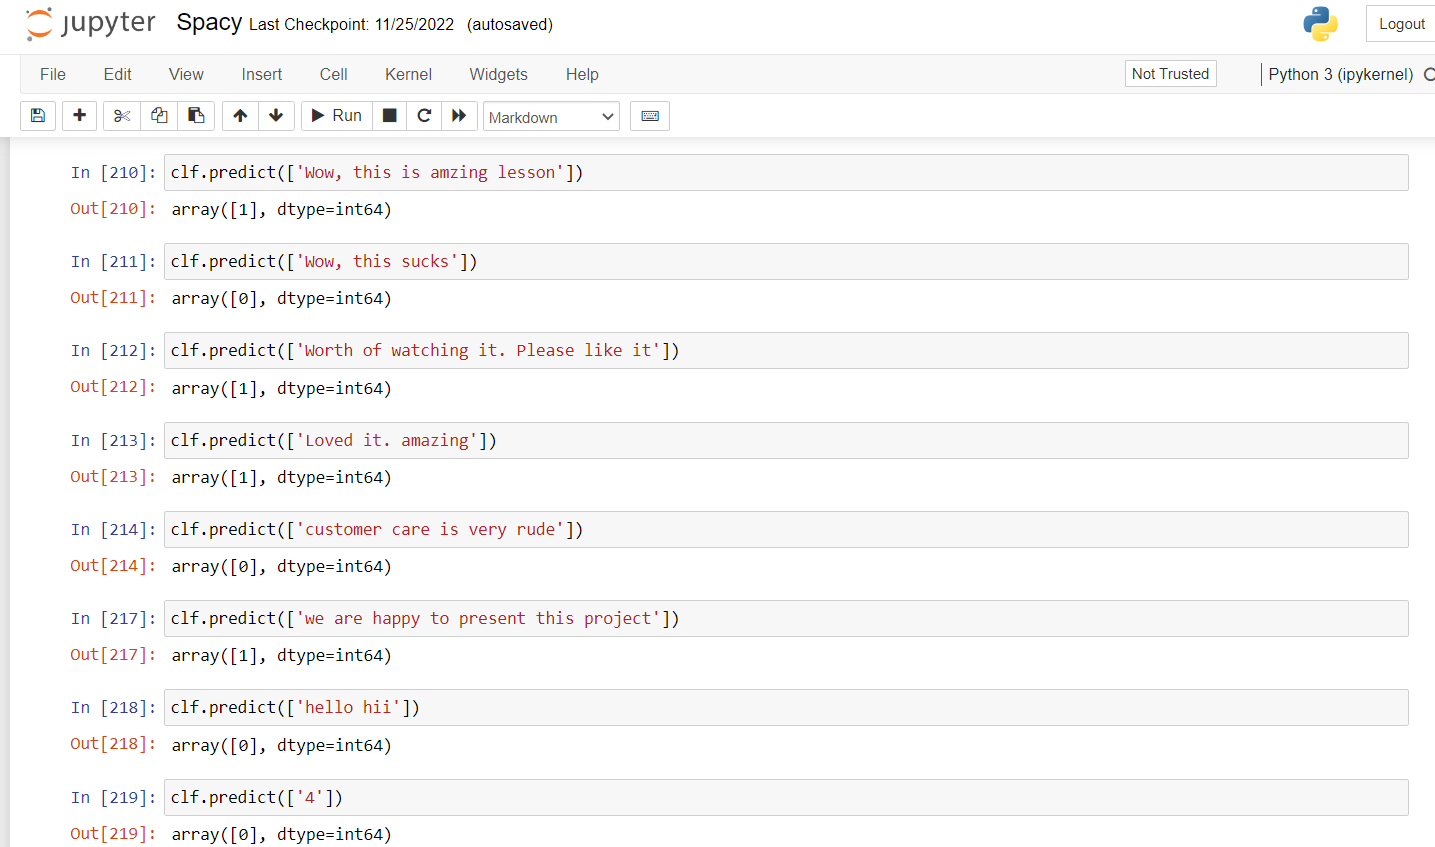 jupyter Spacy Last Checkpoint: 11/25/2022 (autosaved) Logout
File Edit View Insert Cell Kernel Widgets Help Not Trusted Python 3 (ipykernel)
Run Markdown
In [210]: clf.predict(['Wow, this is amzing lesson'])
Out[210]: array([1], dtype=int64)
In [211]: clf.predict(['Wow, this sucks'])
Out[211]: array([0], dtype=int64)
In [212]: clf.predict(['Worth of watching it. Please like it'])
Out[212]: array([1], dtype=int64)
In [213]: clf.predict(['Loved it. amazing'])
Out[213]: array([1], dtype=int64)
In [214]: clf.predict(['customer care is very rude'])
Out[214]: array([0], dtype=int64)
In [217]: clf.predict(['we are happy to present this project'])
Out[217]: array([1], dtype=int64)
In [218]: clf.predict(['hello hii'])
Out[218]: array([0], dtype=int64)
In [219]: clf.predict(['4'])
Out[219]: array([0], dtype=int64)